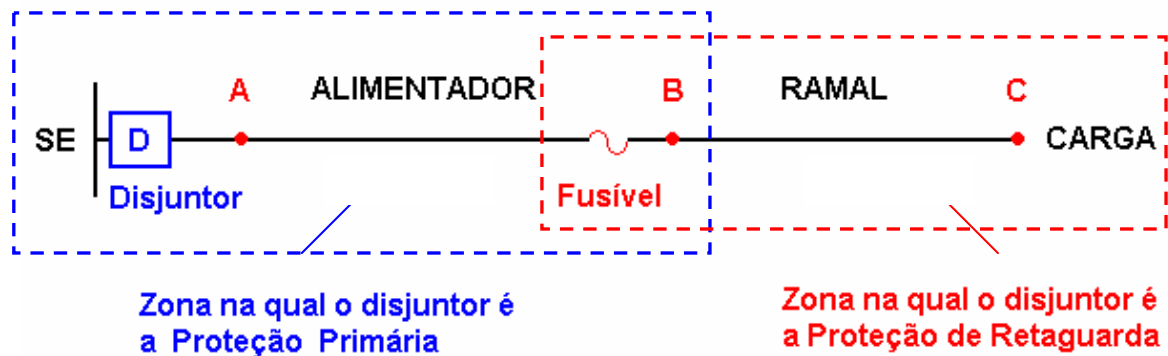 A
ALIMENTADOR
B
RAMAL
C
SE
D
CARGA
Disjuntor
Fusível
Zona na qual o disjuntor é
a Proteção Primária
Zona na qual o disjuntor é
a Proteção de Retaguarda